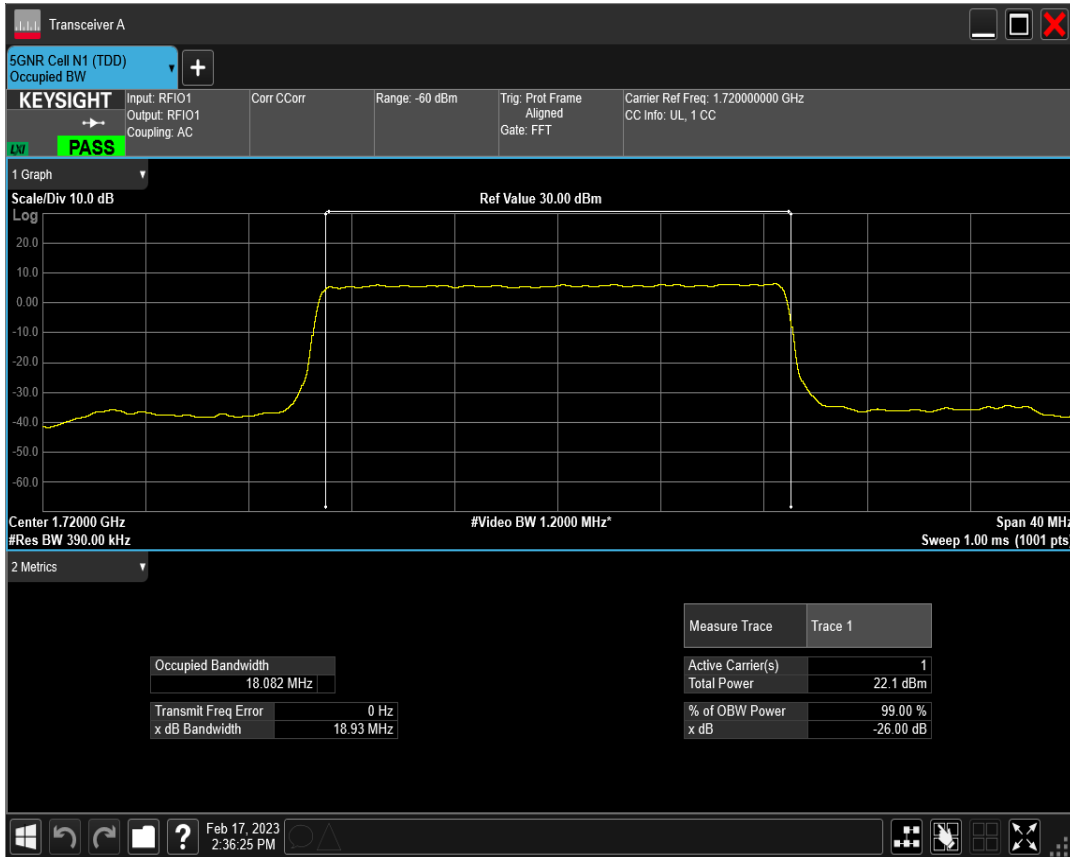 Transceiver A
5GNR Cell N1 (TDD)
Occupied BW
+
KEYSIGHT
LXI
PASS
Input: RFIO1
Output: RFIO1
Coupling: AC
Corr CCorr
Range: -60 dBm
Trig: Prot Frame
Aligned
Gate: FFT
Carrier Ref Freq: 1.720000000 GHz
CC Info: UL, 1 CC
1 Graph
Scale/Div 10.0 dB
Ref Value 30.00 dBm
Log
20.0
10.0
0.00
-10.0
-20.0
-30.0
-40.0
-50.0
-60.0
Center 1.72000 GHz
#Video BW 1.2000 MHz*
Span 40 MHz
#Res BW 390.00 kHz
Sweep 1.00 ms (1001 pts)
2 Metrics
Measure Trace Trace 1
Occupied Bandwidth
18.082 MHz
Active Carrier(s) 1
Total Power 22.1 dBm
Transmit Freq Error 0 Hz
x dB Bandwidth 18.93 MHz
% of OBW Power 99.00 %
x dB -26.00 dB
?
Feb 17, 2023
2:36:25 PM